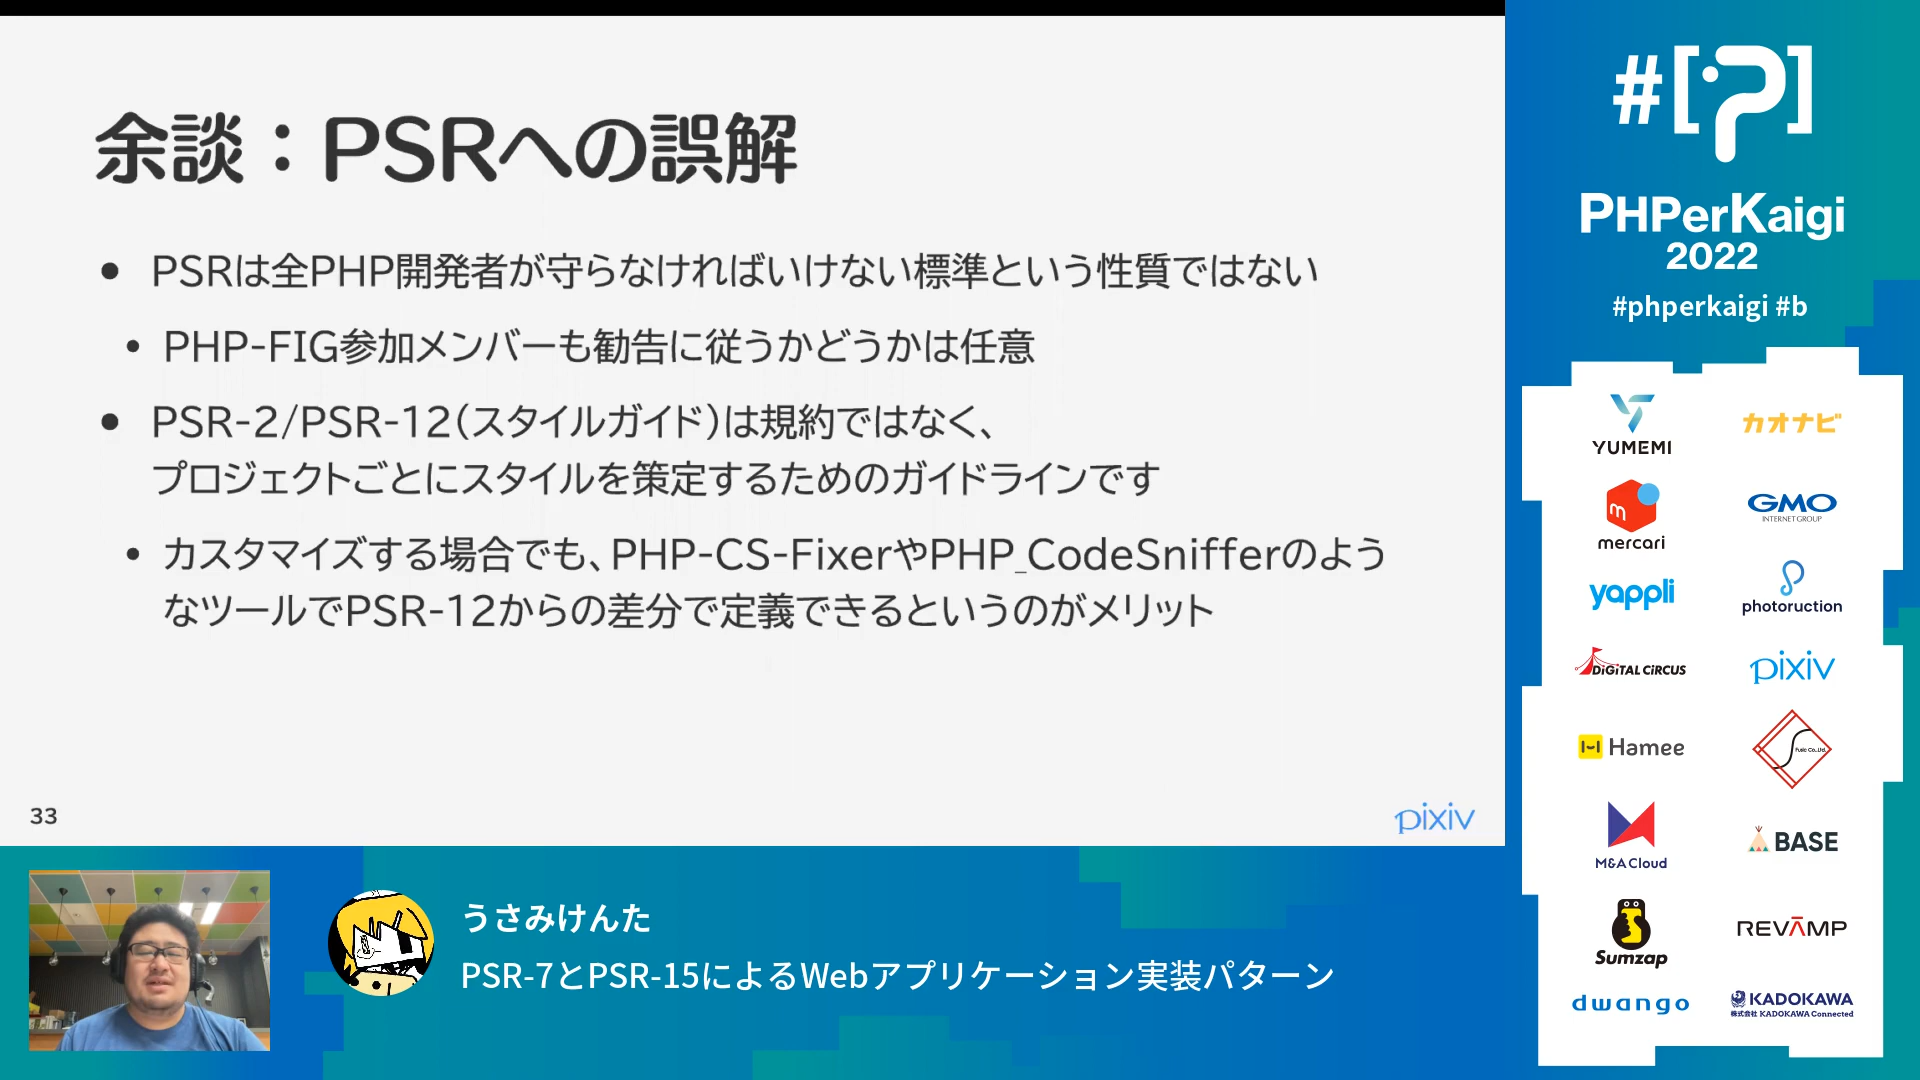 余談：PSRへの誤解
• PSRは全PHP開発者が守らなければいけない標準という性質ではない
• PHP-FIG参加メンバーも勧告に従うかどうかは任意
• PSR-2/PSR-12(スタイルガイド)は規約ではなく、
プロジェクトごとにスタイルを策定するためのガイドラインです
• カスタマイズする場合でも、PHP-CS-FixerやPHP_CodeSnifferのよう
なツールでPSR-12からの差分で定義できるというのがメリット
33
pixiv
うさみけんた
PSR-7とPSR-15によるWebアプリケーション実装パターン
#[?]
PHPerKaigi
2022
#phperkaigi #b
YUMEMI
カオナビ
mercari
GMO
INTERNET GROUP
yappli
photoruction
DiGiTAL CiRCUS
pixiv
Hamee
Fusic Co.,Ltd.
M&A Cloud
BASE
Sumzap
REVAMP
dwango
KADOKAWA
株式会社 KADOKAWA Connected